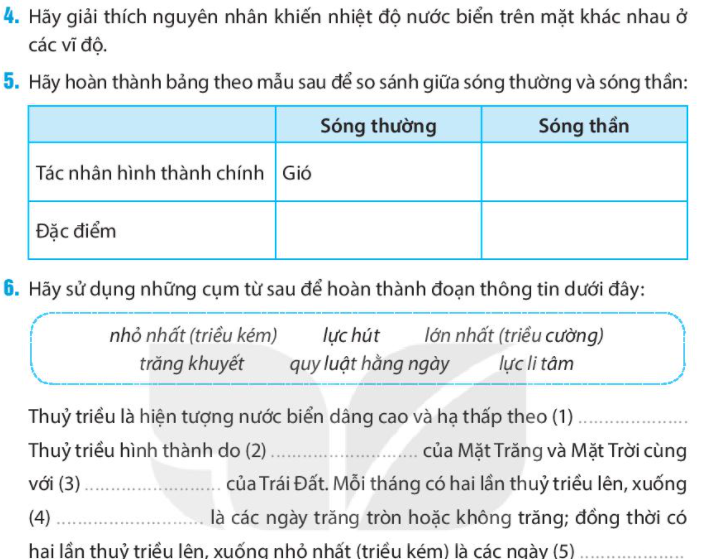 4. Hãy giải thích nguyên nhân khiến nhiệt độ nước biển trên mặt khác nhau ở
các vĩ độ.
5. Hãy hoàn thành bảng theo mẫu sau để so sánh giữa sóng thường và sóng thần:
Sóng thường Sóng thần
Tác nhân hình thành chính Gió
Đặc điểm
6. Hãy sử dụng những cụm từ sau để hoàn thành đoạn thông tin dưới đây:
nhỏ nhất (triều kém) lực hút lớn nhất (triều cường)
trăng khuyết quy luật hằng ngày lực li tâm
Thuỷ triều là hiện tượng nước biển dâng cao và hạ thấp theo (1) ....................
Thuỷ triều hình thành do (2) ............................ của Mặt Trăng và Mặt Trời cùng
với (3) .......................... của Trái Đất. Mỗi tháng có hai lần thuỷ triều lên, xuống
(4) ............................ là các ngày trăng tròn hoặc không trăng; đồng thời có
hai lần thuỷ triều lên, xuống nhỏ nhất (triều kém) là các ngày (5) ....................